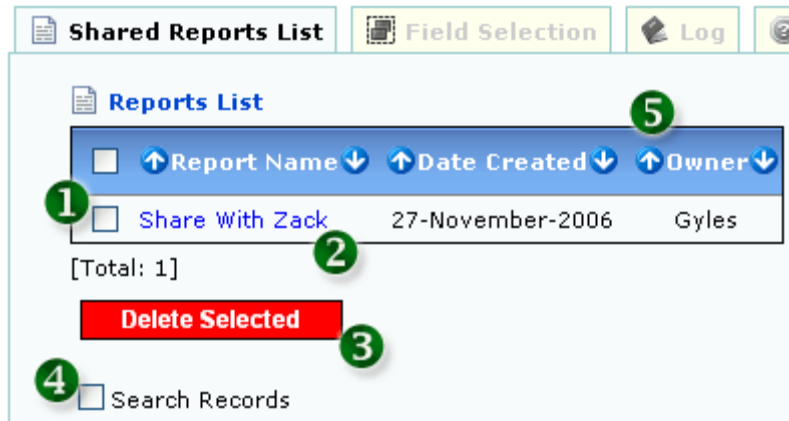 Shared Reports List Field Selection Log
Reports List
5
Report Name Date Created Owner
1
Share With Zack 27-November-2006 Gyles
2
[Total: 1]
Delete Selected
3
4
Search Records